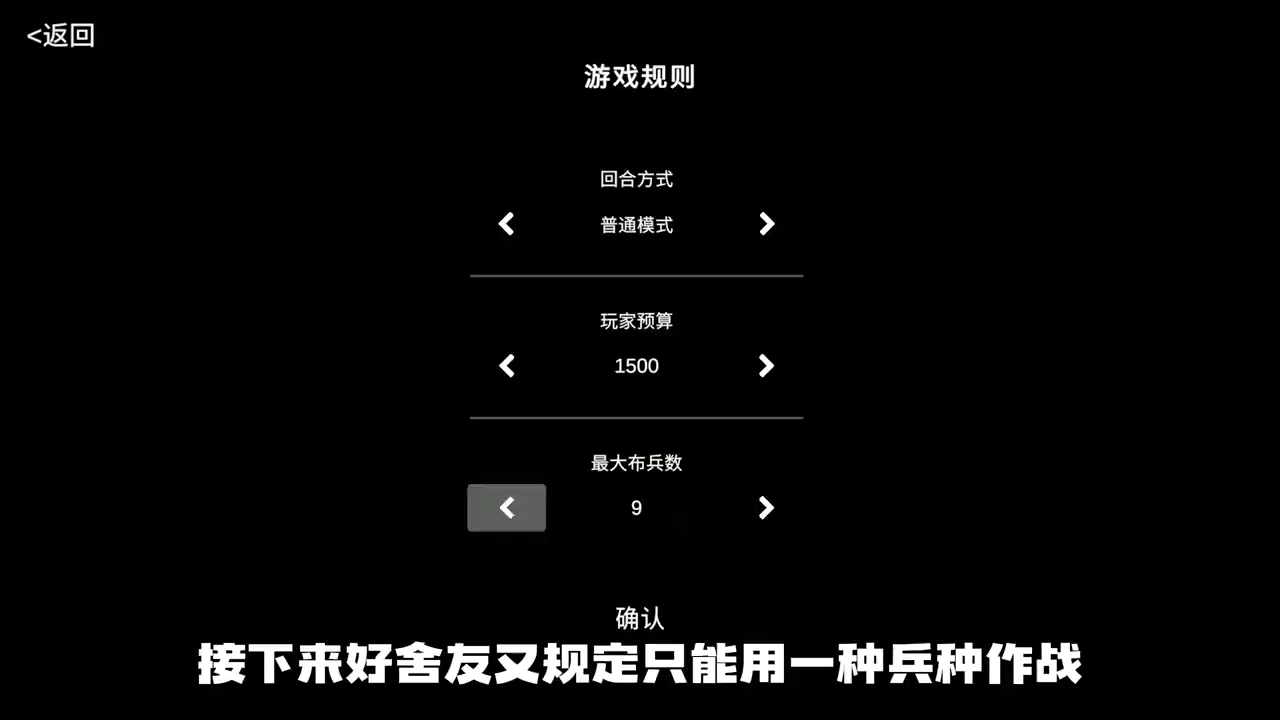 <返回
游戏规则
回合方式
普通模式
玩家预算
1500
最大布兵数
9
确认
接下来好舍友又规定只能用一种兵种作战